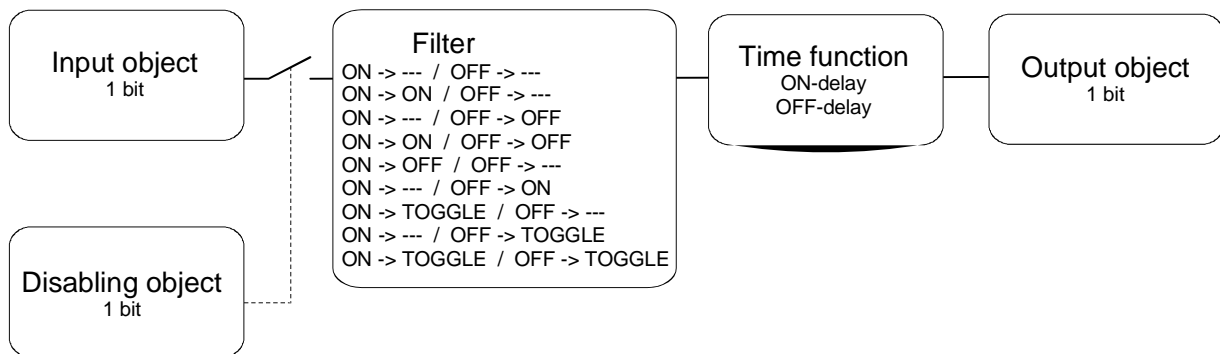 Input object
1 bit
Filter
ON -> --- / OFF -> ---
ON -> ON / OFF -> ---
ON -> --- / OFF -> OFF
ON -> ON / OFF -> OFF
ON -> OFF / OFF -> ---
ON -> --- / OFF -> ON
ON -> TOGGLE / OFF -> ---
ON -> --- / OFF -> TOGGLE
ON -> TOGGLE / OFF -> TOGGLE
Time function
ON-delay
OFF-delay
Output object
1 bit
Disabling object
1 bit